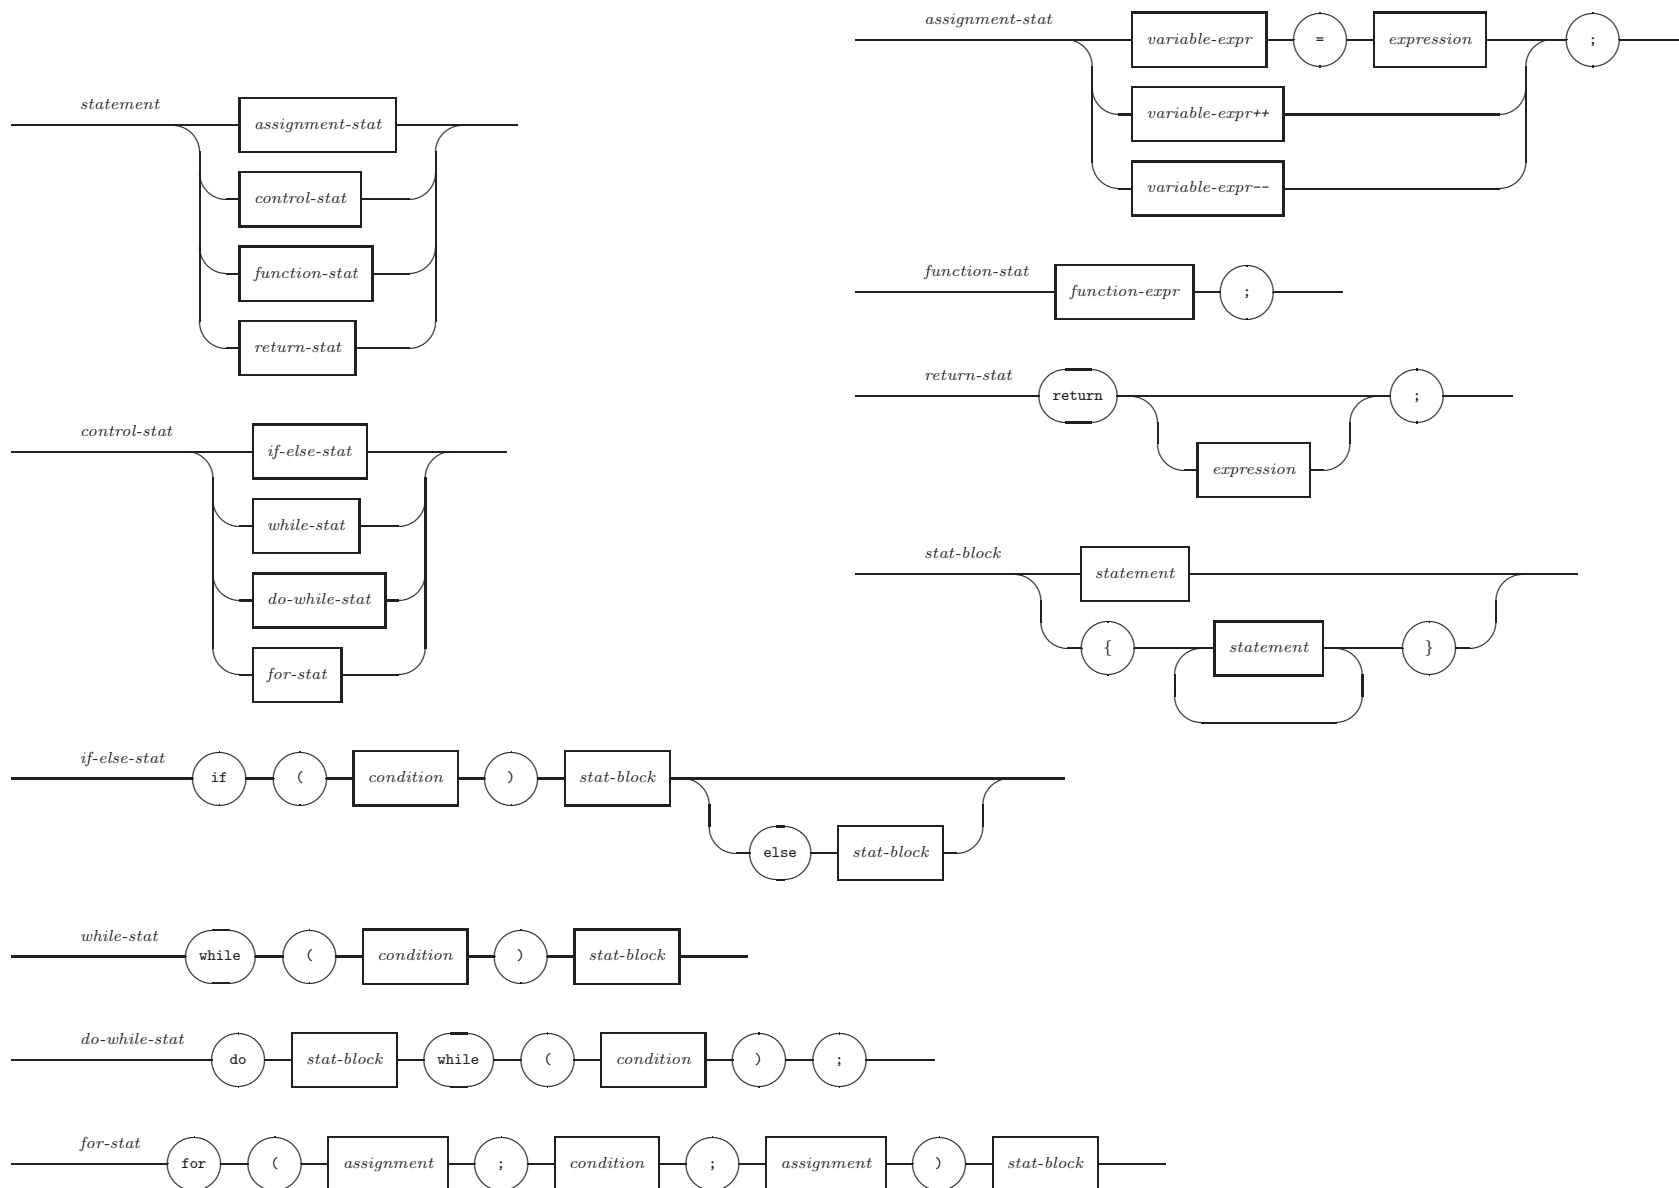 statement
assignment-stat
control-stat
function-stat
return-stat
control-stat
if-else-stat
while-stat
do-while-stat
for-stat
assignment-stat
variable-expr = expression ;
variable-expr++
variable-expr--
function-stat
function-expr ;
return-stat
return ;
expression
stat-block
statement
{ statement }
if-else-stat
if ( condition ) stat-block
else stat-block
while-stat
while ( condition ) stat-block
do-while-stat
do stat-block while ( condition ) ;
for-stat
for ( assignment ; condition ; assignment ) stat-block